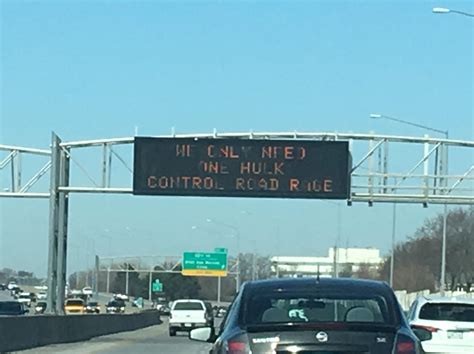 WE ONLY NEED
ONE HULK
CONTROL ROAD RAGE